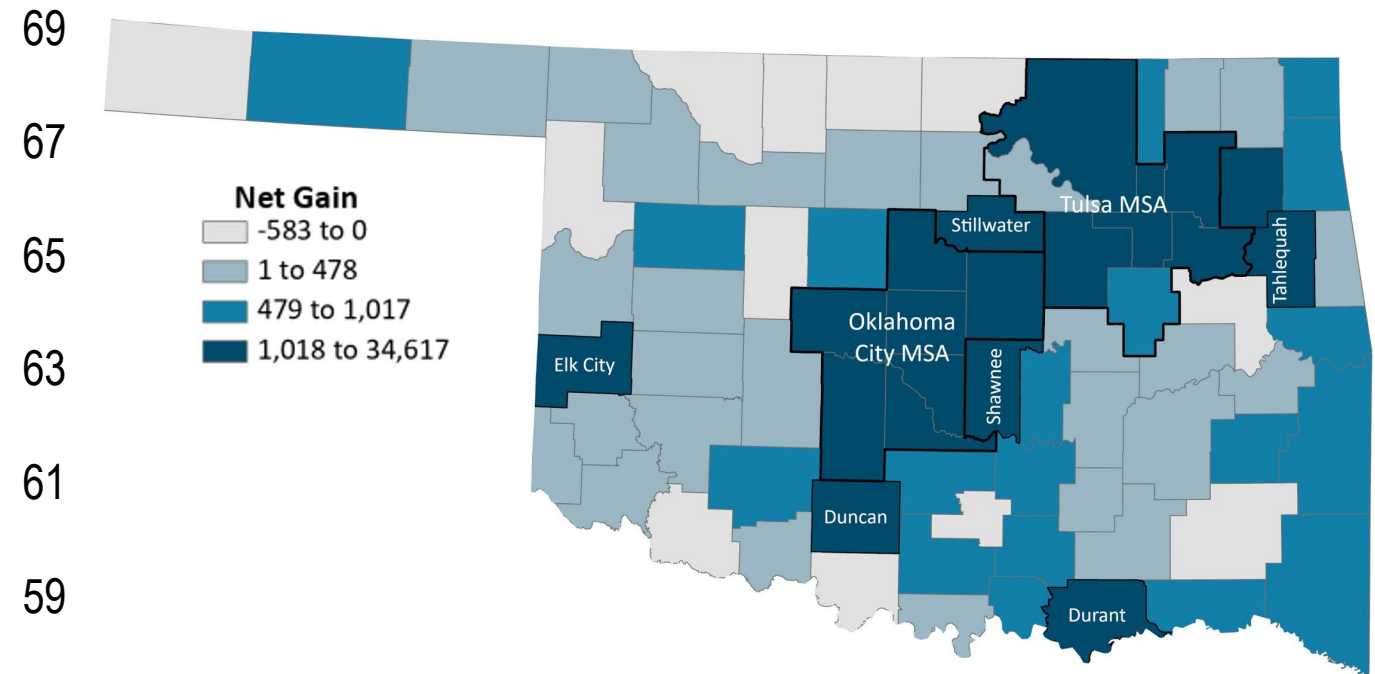 69
67
65
63
61
59
Net Gain
-583 to 0
1 to 478
479 to 1,017
1,018 to 34,617
Tulsa MSA
Stillwater
Tahlequah
Oklahoma
City MSA
Elk City
Shawnee
Duncan
Durant